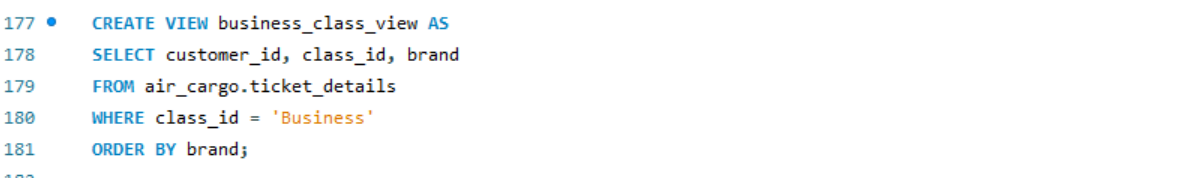 177 CREATE VIEW business_class_view AS
178 SELECT customer_id, class_id, brand
179 FROM air_cargo.ticket_details
180 WHERE class_id = 'Business'
181 ORDER BY brand;